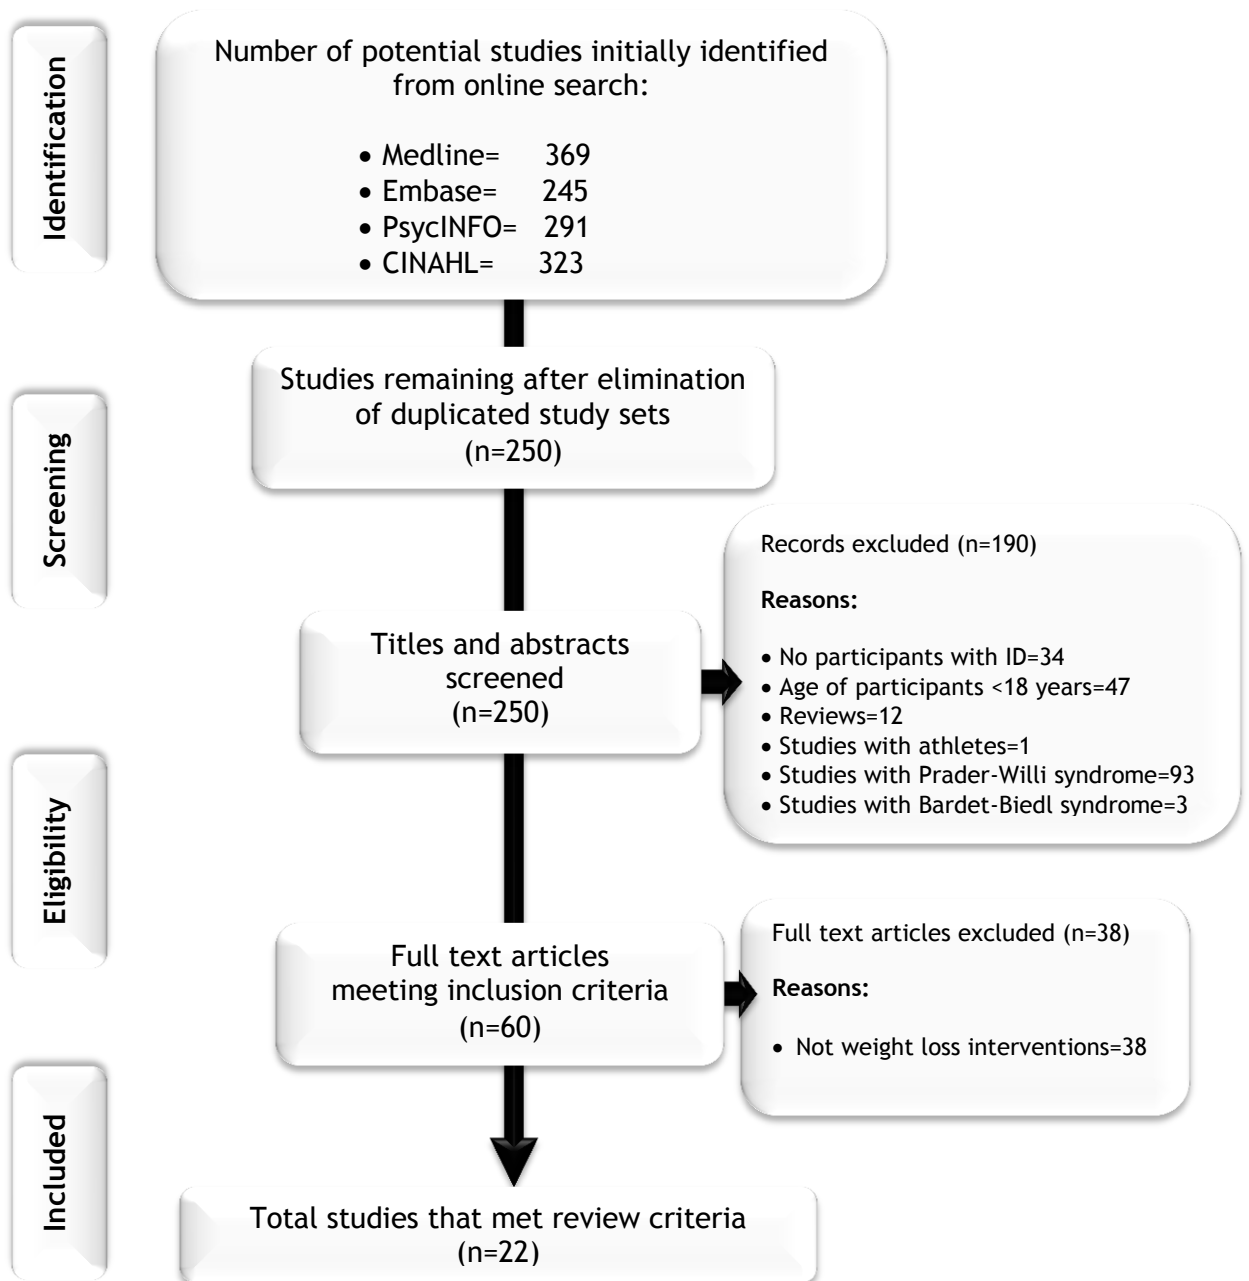 Identification
Number of potential studies initially identified
from online search:
• Medline= 369
• Embase= 245
• PsycINFO= 291
• CINAHL= 323
Screening
Studies remaining after elimination
of duplicated study sets
(n=250)
Titles and abstracts
screened
(n=250)
Records excluded (n=190)
Reasons:
• No participants with ID=34
• Age of participants <18 years=47
• Reviews=12
• Studies with athletes=1
• Studies with Prader-Willi syndrome=93
• Studies with Bardet-Biedl syndrome=3
Eligibility
Full text articles
meeting inclusion criteria
(n=60)
Full text articles excluded (n=38)
Reasons:
• Not weight loss interventions=38
Included
Total studies that met review criteria
(n=22)